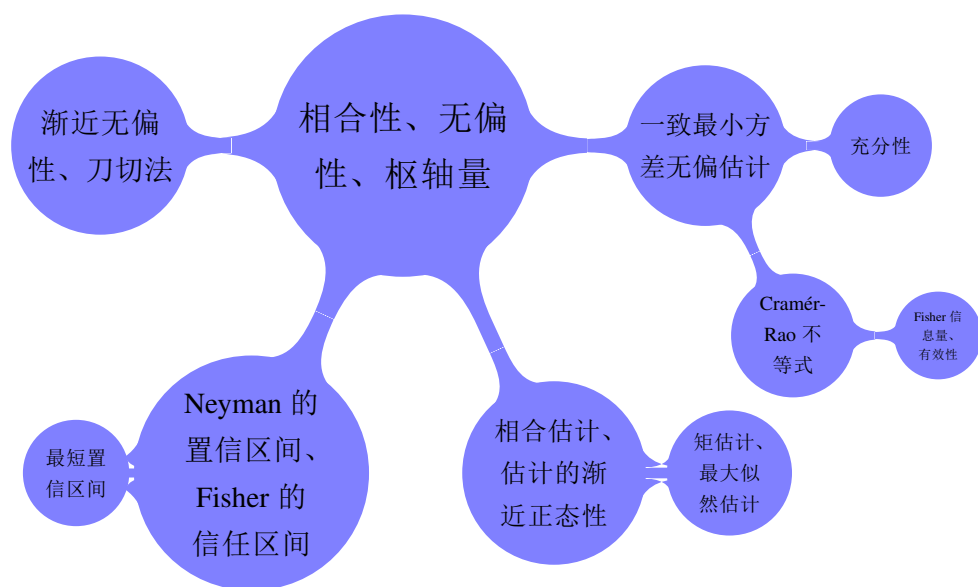 渐近无偏
性、刀切法
相合性、无偏
性、枢轴量
一致最小方
差无偏估计
充分性
Cramér-
Rao 不
等式
Fisher 信
息量、
有效性
最短置
信区间
Neyman 的
置信区间、
Fisher 的
信任区间
相合估计、
估计的渐
近正态性
矩估计、
最大似
然估计